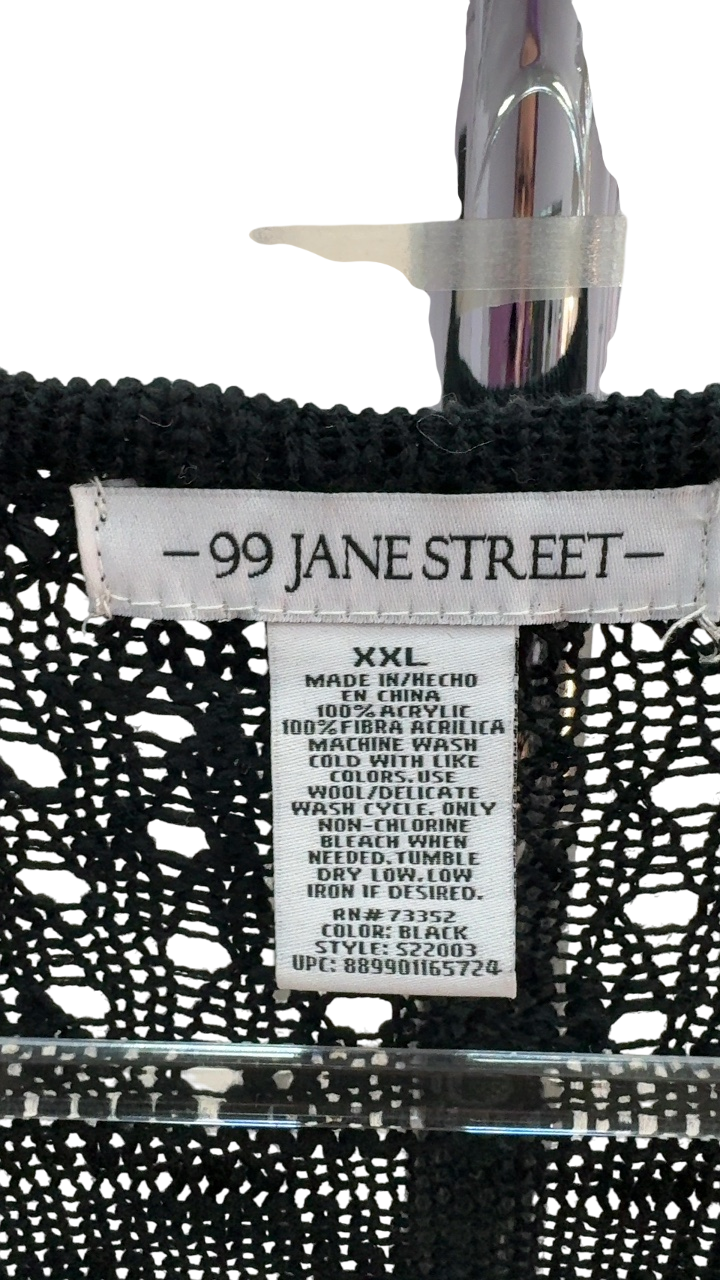 -99 JANE STREET-
XXL
MADE IN/HECHO
EN CHINA
100% ACRYLIC
100% FIBRA ACRILICA
MACHINE WASH
COLD WITH LIKE
COLORS. USE
WOOL/DELICATE
WASH CYCLE. ONLY
NON-CHLORINE
BLEACH WHEN
NEEDED. TUMBLE
DRY LOW. LOW
IRON IF DESIRED.
RN# 73352
COLOR: BLACK
STYLE: S22003
UPC: 889901165724